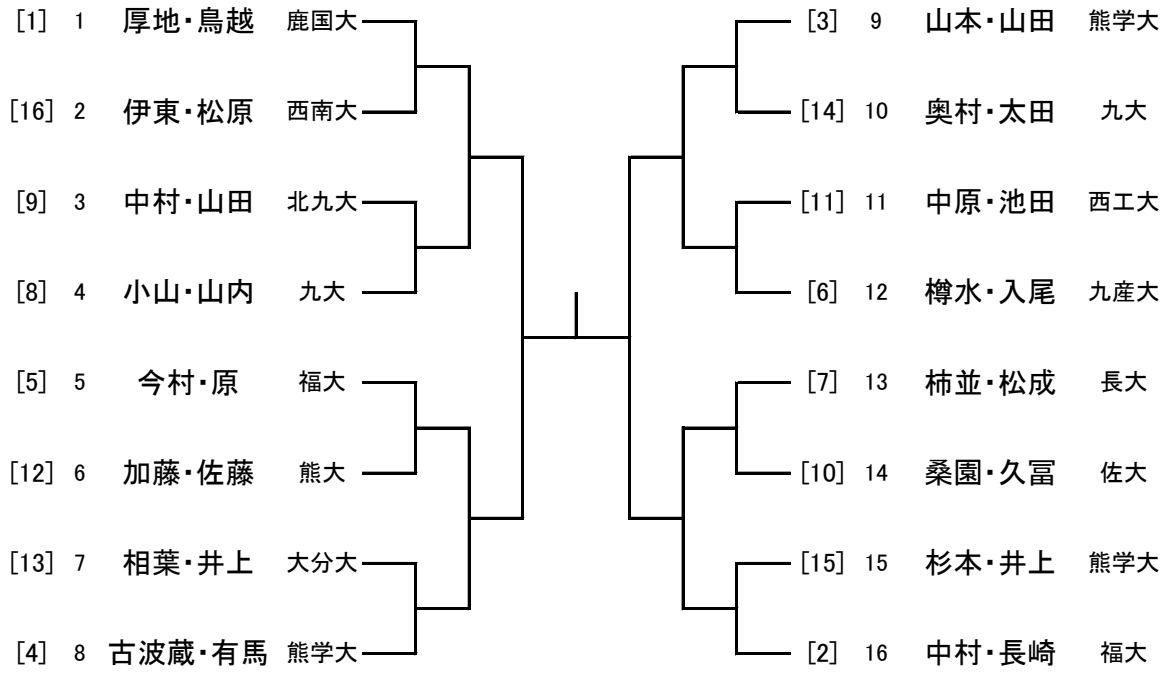 [1] 1 厚地・鳥越 鹿国大
[16] 2 伊東・松原 西南大
[9] 3 中村・山田 北九大
[8] 4 小山・山内 九大
[5] 5 今村・原 福大
[12] 6 加藤・佐藤 熊大
[13] 7 相葉・井上 大分大
[4] 8 古波蔵・有馬 熊学大
[3] 9 山本・山田 熊学大
[14] 10 奥村・太田 九大
[11] 11 中原・池田 西工大
[6] 12 樽水・入尾 九産大
[7] 13 柿並・松成 長大
[10] 14 桑園・久冨 佐大
[15] 15 杉本・井上 熊学大
[2] 16 中村・長崎 福大